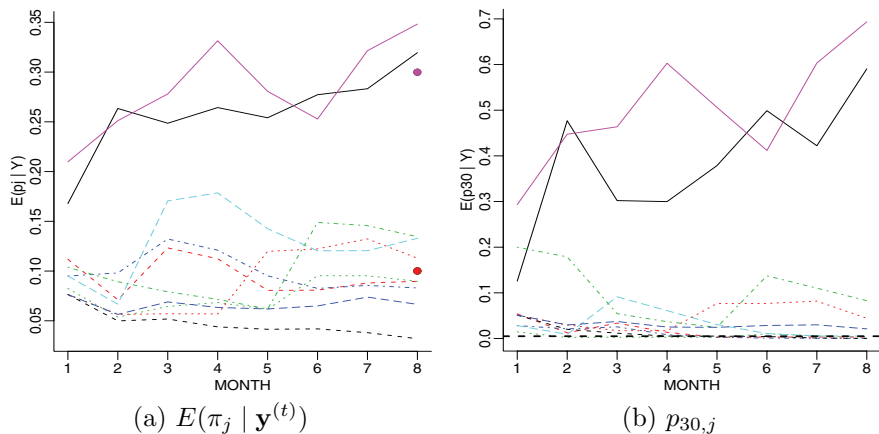 E(pj | Y)
0.35
0.30
0.25
0.20
0.15
0.10
0.05
1 2 3 4 5 6 7 8
MONTH
(a) E(π_j | y^(t))
E(p30 | Y)
0.7
0.6
0.5
0.4
0.3
0.2
0.1
0.0
1 2 3 4 5 6 7 8
MONTH
(b) p_30,j